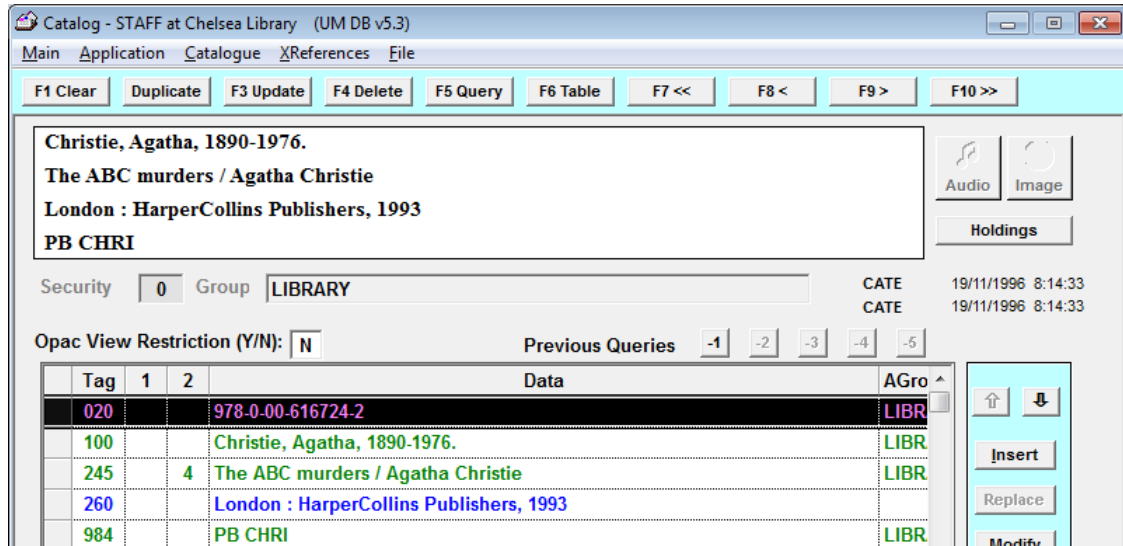 Catalog - STAFF at Chelsea Library (UM DB v5.3)
Main Application Catalogue XReferences File
F1 Clear Duplicate F3 Update F4 Delete F5 Query F6 Table F7 << F8 < F9 > F10 >>
Christie, Agatha, 1890-1976.
The ABC murders / Agatha Christie
London : HarperCollins Publishers, 1993
PB CHRI
Audio Image
Holdings
Security 0 Group LIBRARY CATE 19/11/1996 8:14:33
CATE 19/11/1996 8:14:33
Opac View Restriction (Y/N): N Previous Queries -1 -2 -3 -4 -5
Tag 1 2 Data AGro
020 978-0-00-616724-2 LIBR
100 Christie, Agatha, 1890-1976. LIBR
245 4 The ABC murders / Agatha Christie LIBR
260 London : HarperCollins Publishers, 1993
984 PB CHRI LIBR
Insert
Replace
Modify